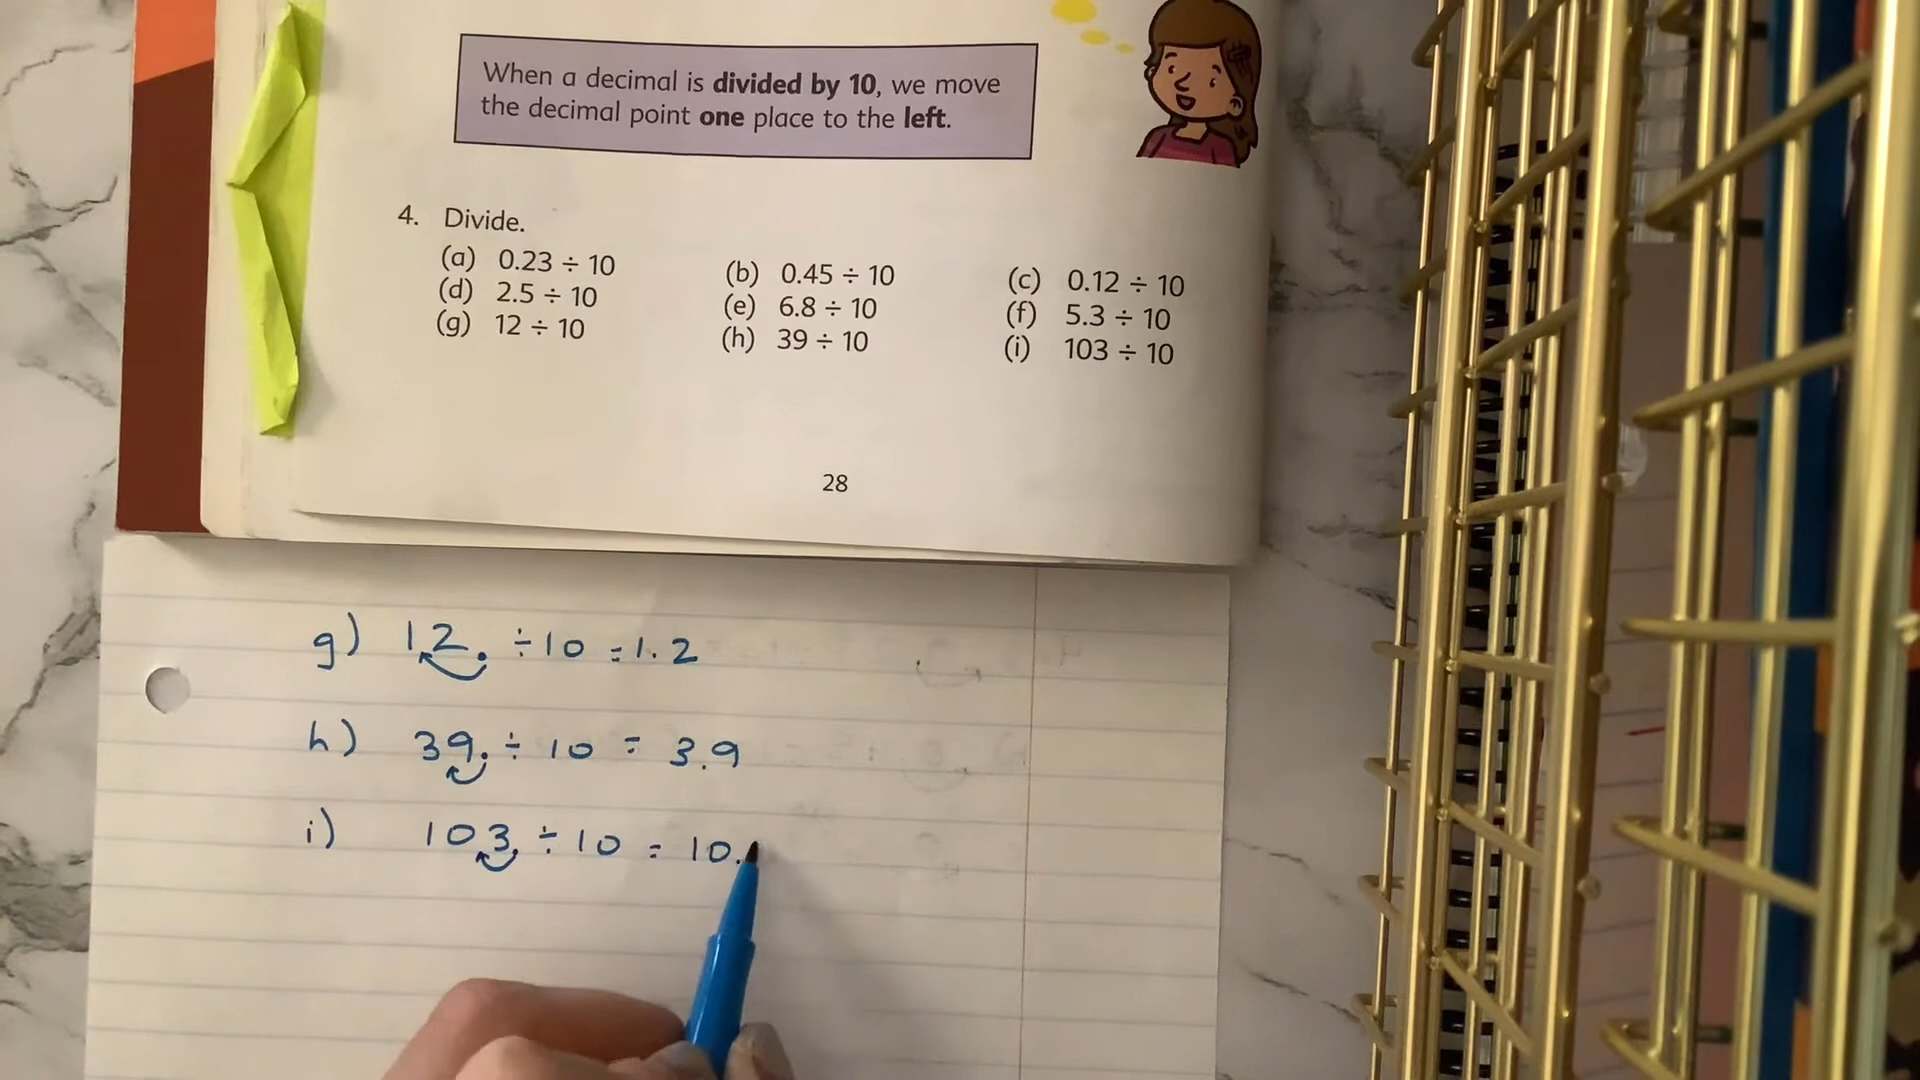 When a decimal is divided by 10, we move
the decimal point one place to the left.
4. Divide.
(a) 0.23 ÷ 10 (b) 0.45 ÷ 10 (c) 0.12 ÷ 10
(d) 2.5 ÷ 10 (e) 6.8 ÷ 10 (f) 5.3 ÷ 10
(g) 12 ÷ 10 (h) 39 ÷ 10 (i) 103 ÷ 10
28
g) 12. ÷ 10 = 1.2
h) 39. ÷ 10 = 3.9
i) 103. ÷ 10 = 10.